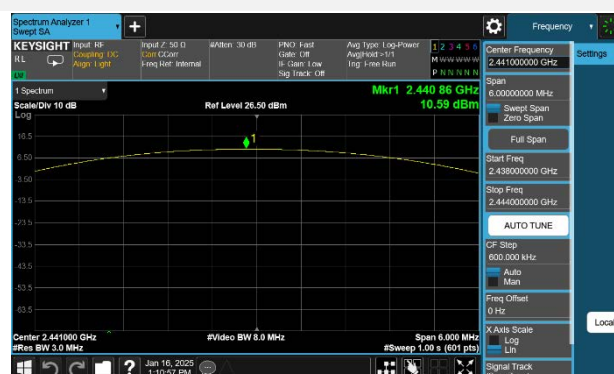 Spectrum Analyzer 1
Swept SA
Frequency
KEYSIGHT
Input: RF
Coupling: DC
Align: Light
Input Z: 50 Ω
Corr CCorr
Freq Ref: Internal
#Atten: 30 dB
PNO: Fast
Gate: Off
IF Gain: Low
Sig Track: Off
Avg Type: Log-Power
Avg|Hold:>1/1
Trig: Free Run
1 2 3 4 5 6
M W W W W W
P N N N N N
R L
Center Frequency
2.441000000 GHz
Settings
1 Spectrum
Scale/Div 10 dB
Log
Ref Level 26.50 dBm
Mkr1 2.440 86 GHz
10.59 dBm
Span
6.00000000 MHz
Swept Span
Zero Span
Full Span
Start Freq
2.438000000 GHz
Stop Freq
2.444000000 GHz
AUTO TUNE
CF Step
600.000 kHz
Auto
Man
Freq Offset
0 Hz
X Axis Scale
Log
Lin
Local
Signal Track
1
16.5
6.50
-3.50
-13.5
-23.5
-33.5
-43.5
-53.5
-63.5
Center 2.441000 GHz
#Res BW 3.0 MHz
#Video BW 8.0 MHz
Span 6.000 MHz
#Sweep 1.00 s (601 pts)
Jan 16, 2025
1:10:57 PM